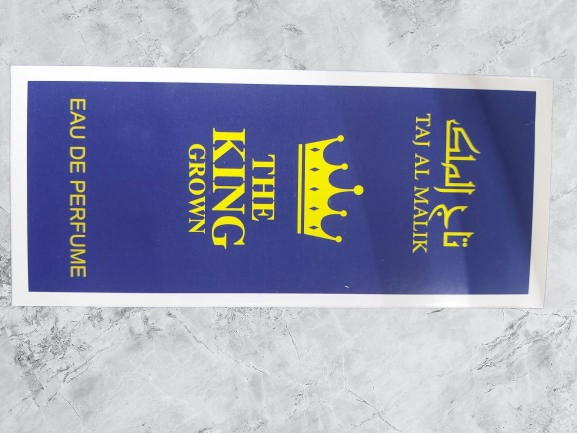 تاج الملك
TAJ AL MALIK
THE
KING
GROWN
EAU DE PERFUME